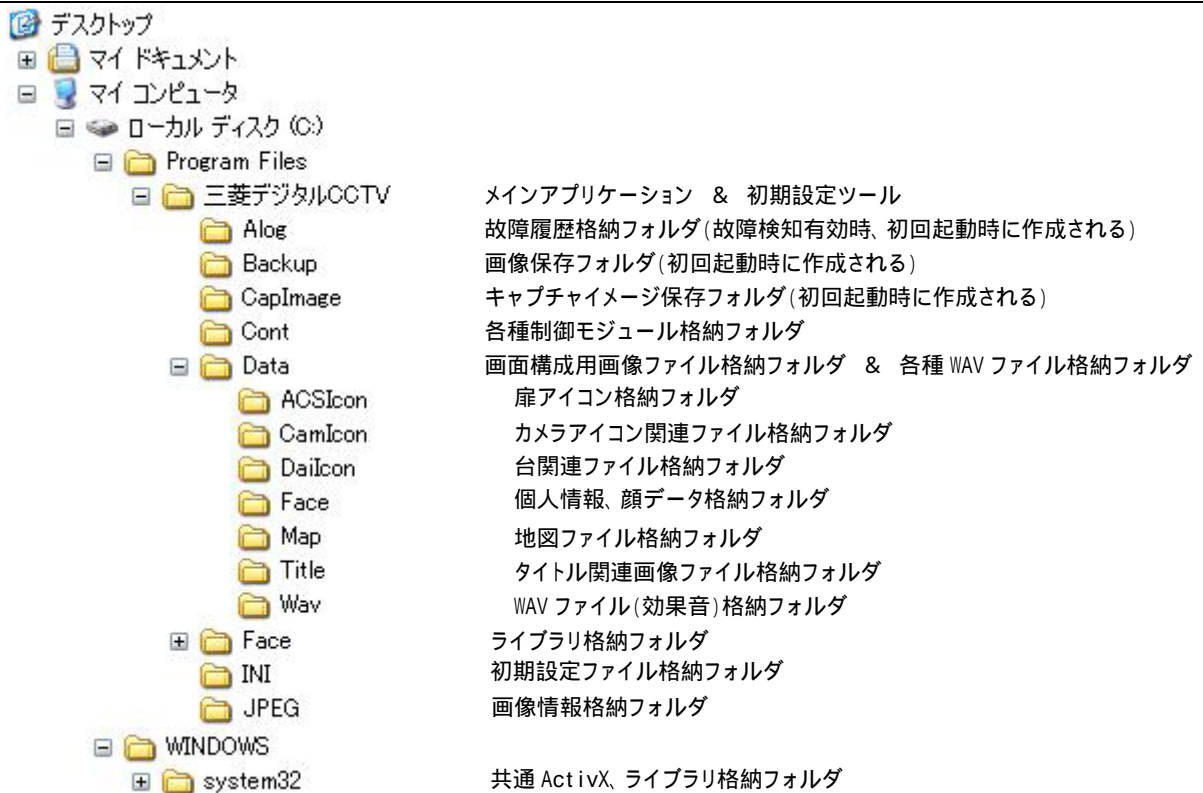 デスクトップ
マイ ドキュメント
マイ コンピュータ
ローカル ディスク (C:)
Program Files
三菱デジタルCCTV メインアプリケーション & 初期設定ツール
Alog 故障履歴格納フォルダ(故障検知有効時、初回起動時に作成される)
Backup 画像保存フォルダ(初回起動時に作成される)
CapImage キャプチャイメージ保存フォルダ(初回起動時に作成される)
Cont 各種制御モジュール格納フォルダ
Data 画面構成用画像ファイル格納フォルダ & 各種 WAV ファイル格納フォルダ
ACSIcon 扉アイコン格納フォルダ
CamIcon カメラアイコン関連ファイル格納フォルダ
DaiIcon 台関連ファイル格納フォルダ
Face 個人情報、顔データ格納フォルダ
Map 地図ファイル格納フォルダ
Title タイトル関連画像ファイル格納フォルダ
Wav WAV ファイル(効果音)格納フォルダ
Face ライブラリ格納フォルダ
INI 初期設定ファイル格納フォルダ
JPEG 画像情報格納フォルダ
WINDOWS
system32 共通 ActivX、ライブラリ格納フォルダ